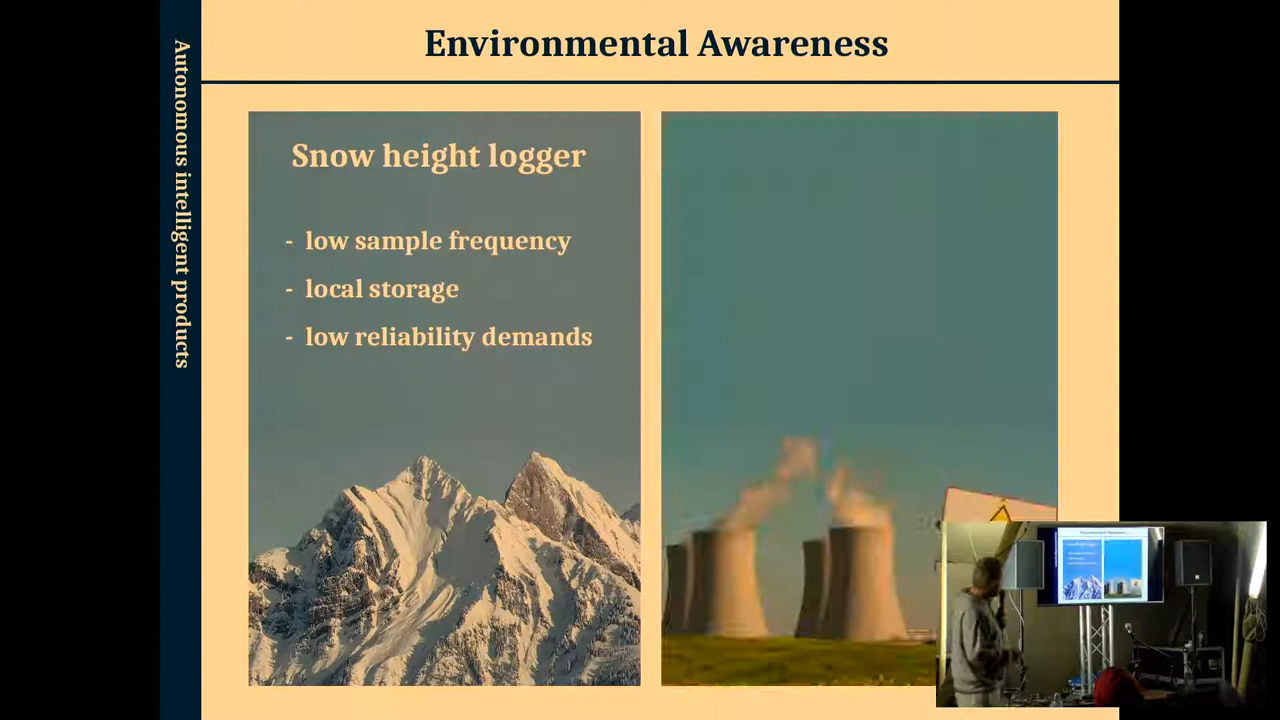 Environmental Awareness
Autonomous intelligent products
Snow height logger
- low sample frequency
- local storage
- low reliability demands